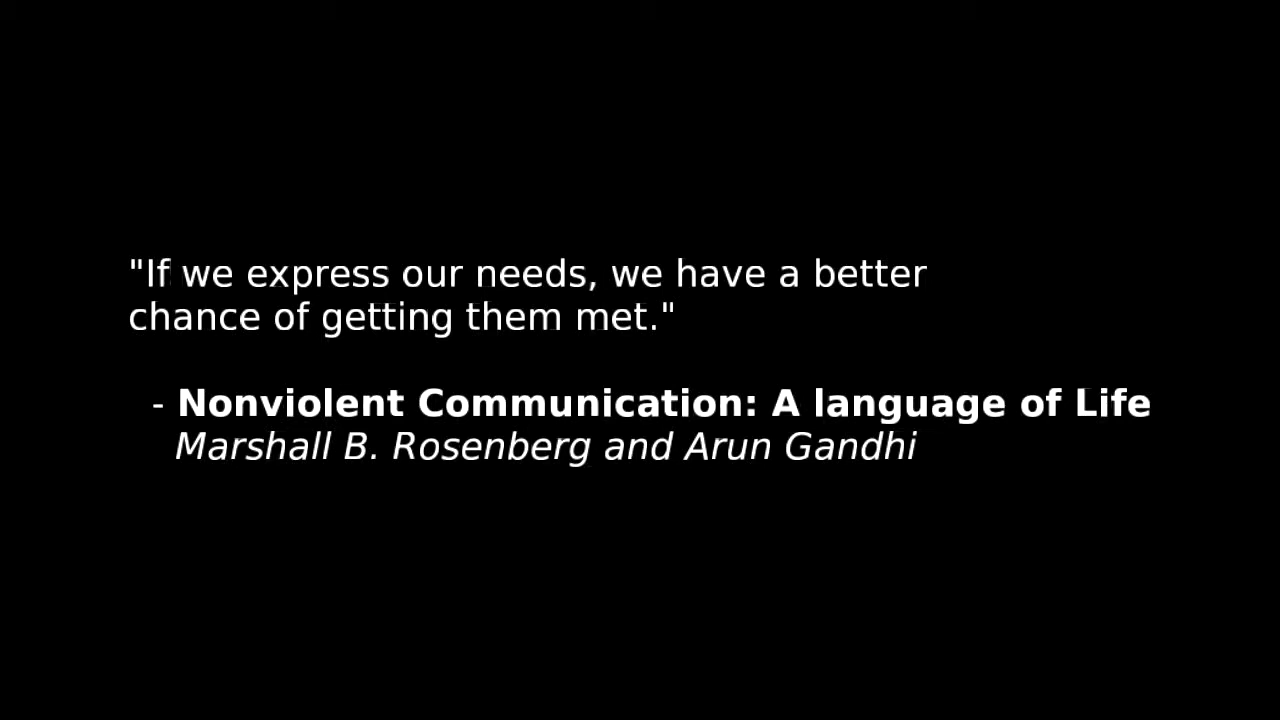 "If we express our needs, we have a better
chance of getting them met."
- Nonviolent Communication: A language of Life
Marshall B. Rosenberg and Arun Gandhi